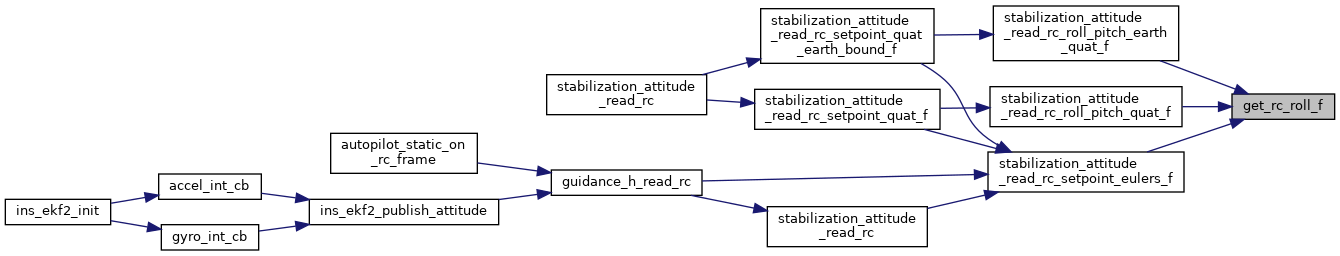 stabilization_attitude
_read_rc_setpoint_quat
_earth_bound_f
stabilization_attitude
_read_rc_roll_pitch_earth
_quat_f
stabilization_attitude
_read_rc
stabilization_attitude
_read_rc_setpoint_quat_f
stabilization_attitude
_read_rc_roll_pitch_quat_f
get_rc_roll_f
autopilot_static_on
_rc_frame
stabilization_attitude
_read_rc_setpoint_eulers_f
guidance_h_read_rc
accel_int_cb
ins_ekf2_init
ins_ekf2_publish_attitude
gyro_int_cb
stabilization_attitude
_read_rc